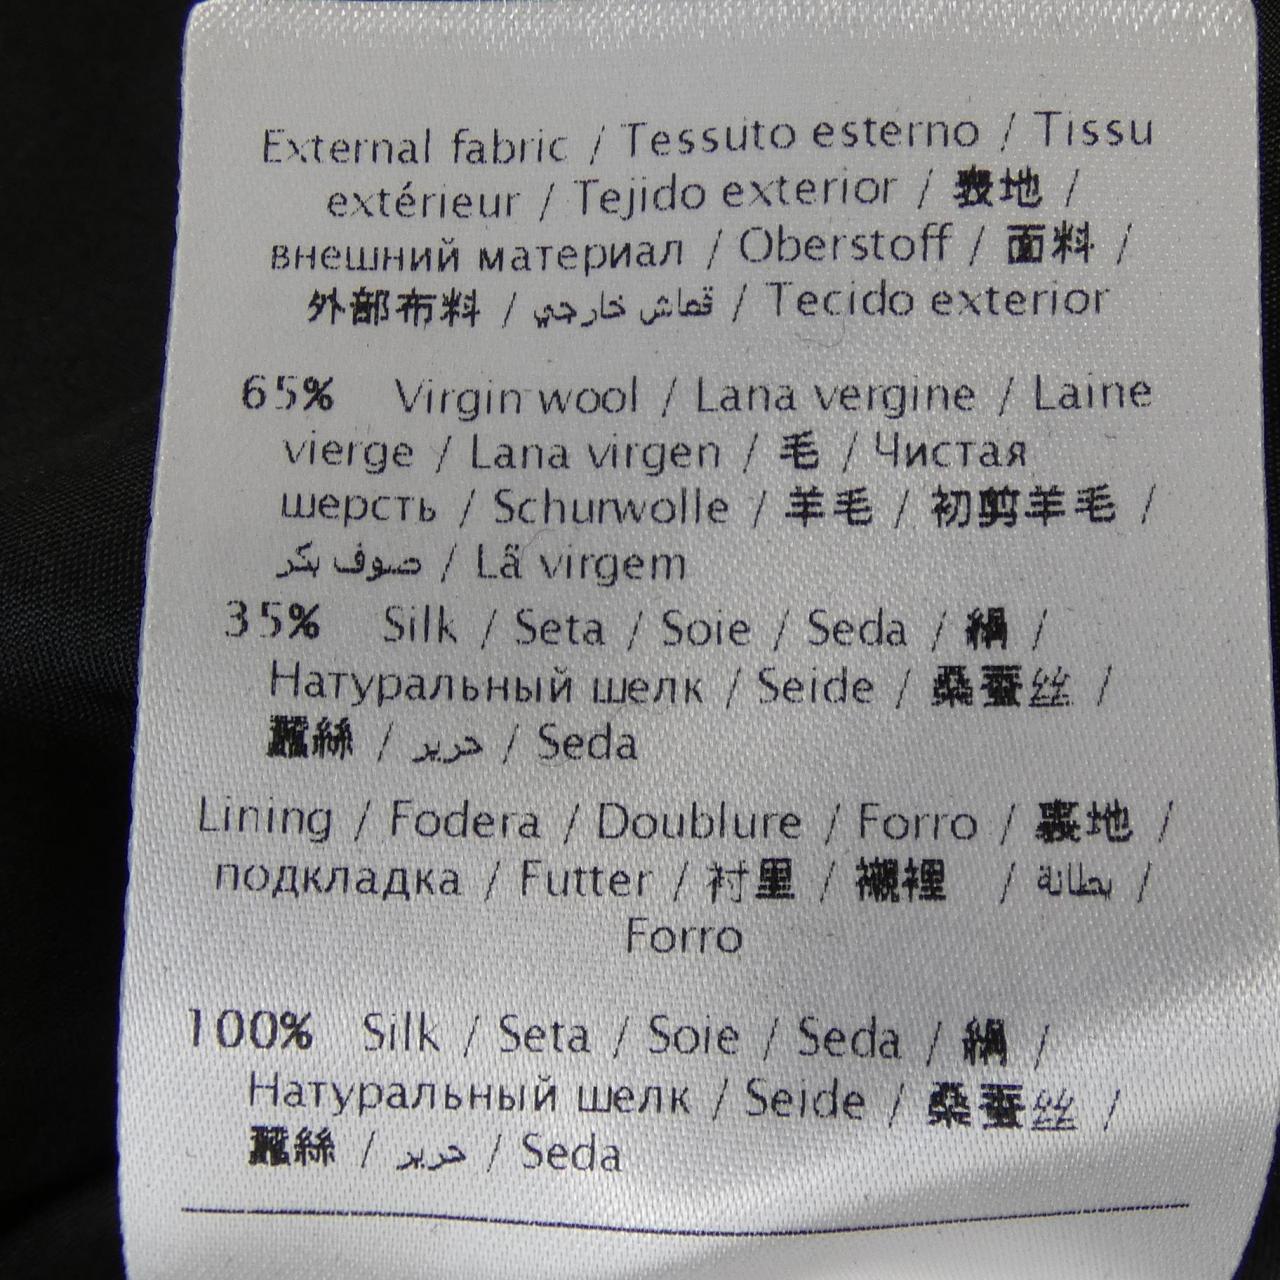 External fabric / Tessuto esterno / Tissu
extérieur / Tejido exterior / 表地 /
внешний материал / Oberstoff / 面料 /
外部布料 / قماش خارجي / Tecido exterior
65% Virgin wool / Lana vergine / Laine
vierge / Lana virgen / 毛 / Чистая
шерсть / Schurwolle / 羊毛 / 初剪羊毛 /
صوف بكر / Lã virgem
35% Silk / Seta / Soie / Seda / 絹 /
Натуральный шелк / Seide / 桑蚕丝 /
蠶絲 / حرير / Seda
Lining / Fodera / Doublure / Forro / 裏地 /
подкладка / Futter / 衬里 / 襯裡 / بطانة /
Forro
100% Silk / Seta / Soie / Seda / 絹 /
Натуральный шелк / Seide / 桑蚕丝 /
蠶絲 / حرير / Seda